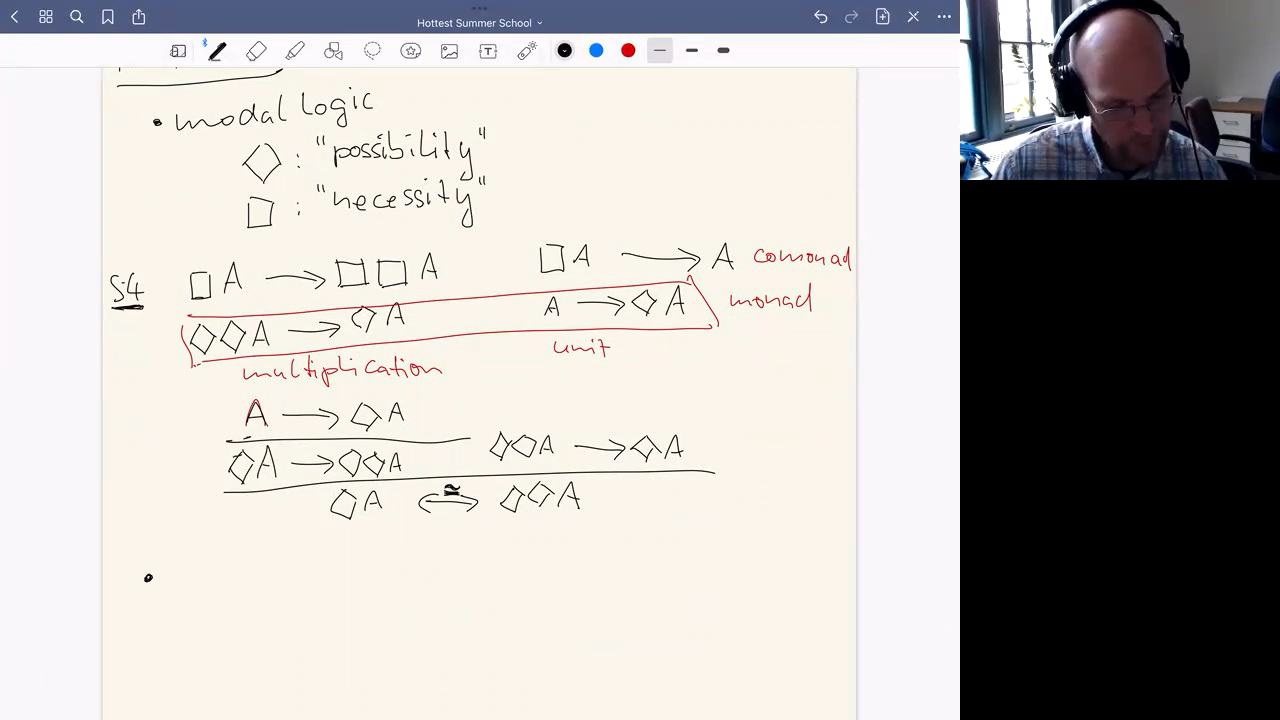 Hottest Summer School
• modal logic
◇ : "possibility"
□ : "necessity"
S4 □A → □□A □A → A comonad
◇◇A → ◇A A → ◇A monad
multiplication unit
A → ◇A
◇A → ◇◇A ◇◇A → ◇A
◇A ≅ ◇◇A
•